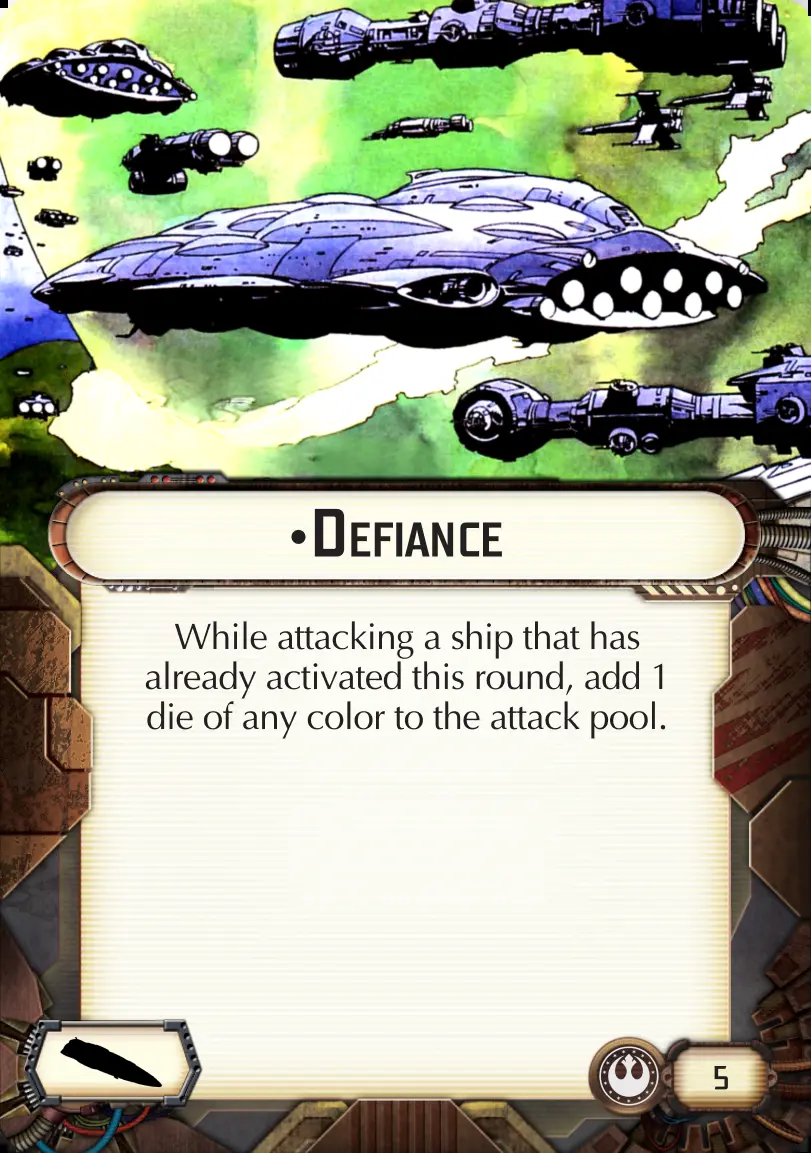 •Defiance
While attacking a ship that has
already activated this round, add 1
die of any color to the attack pool.
5